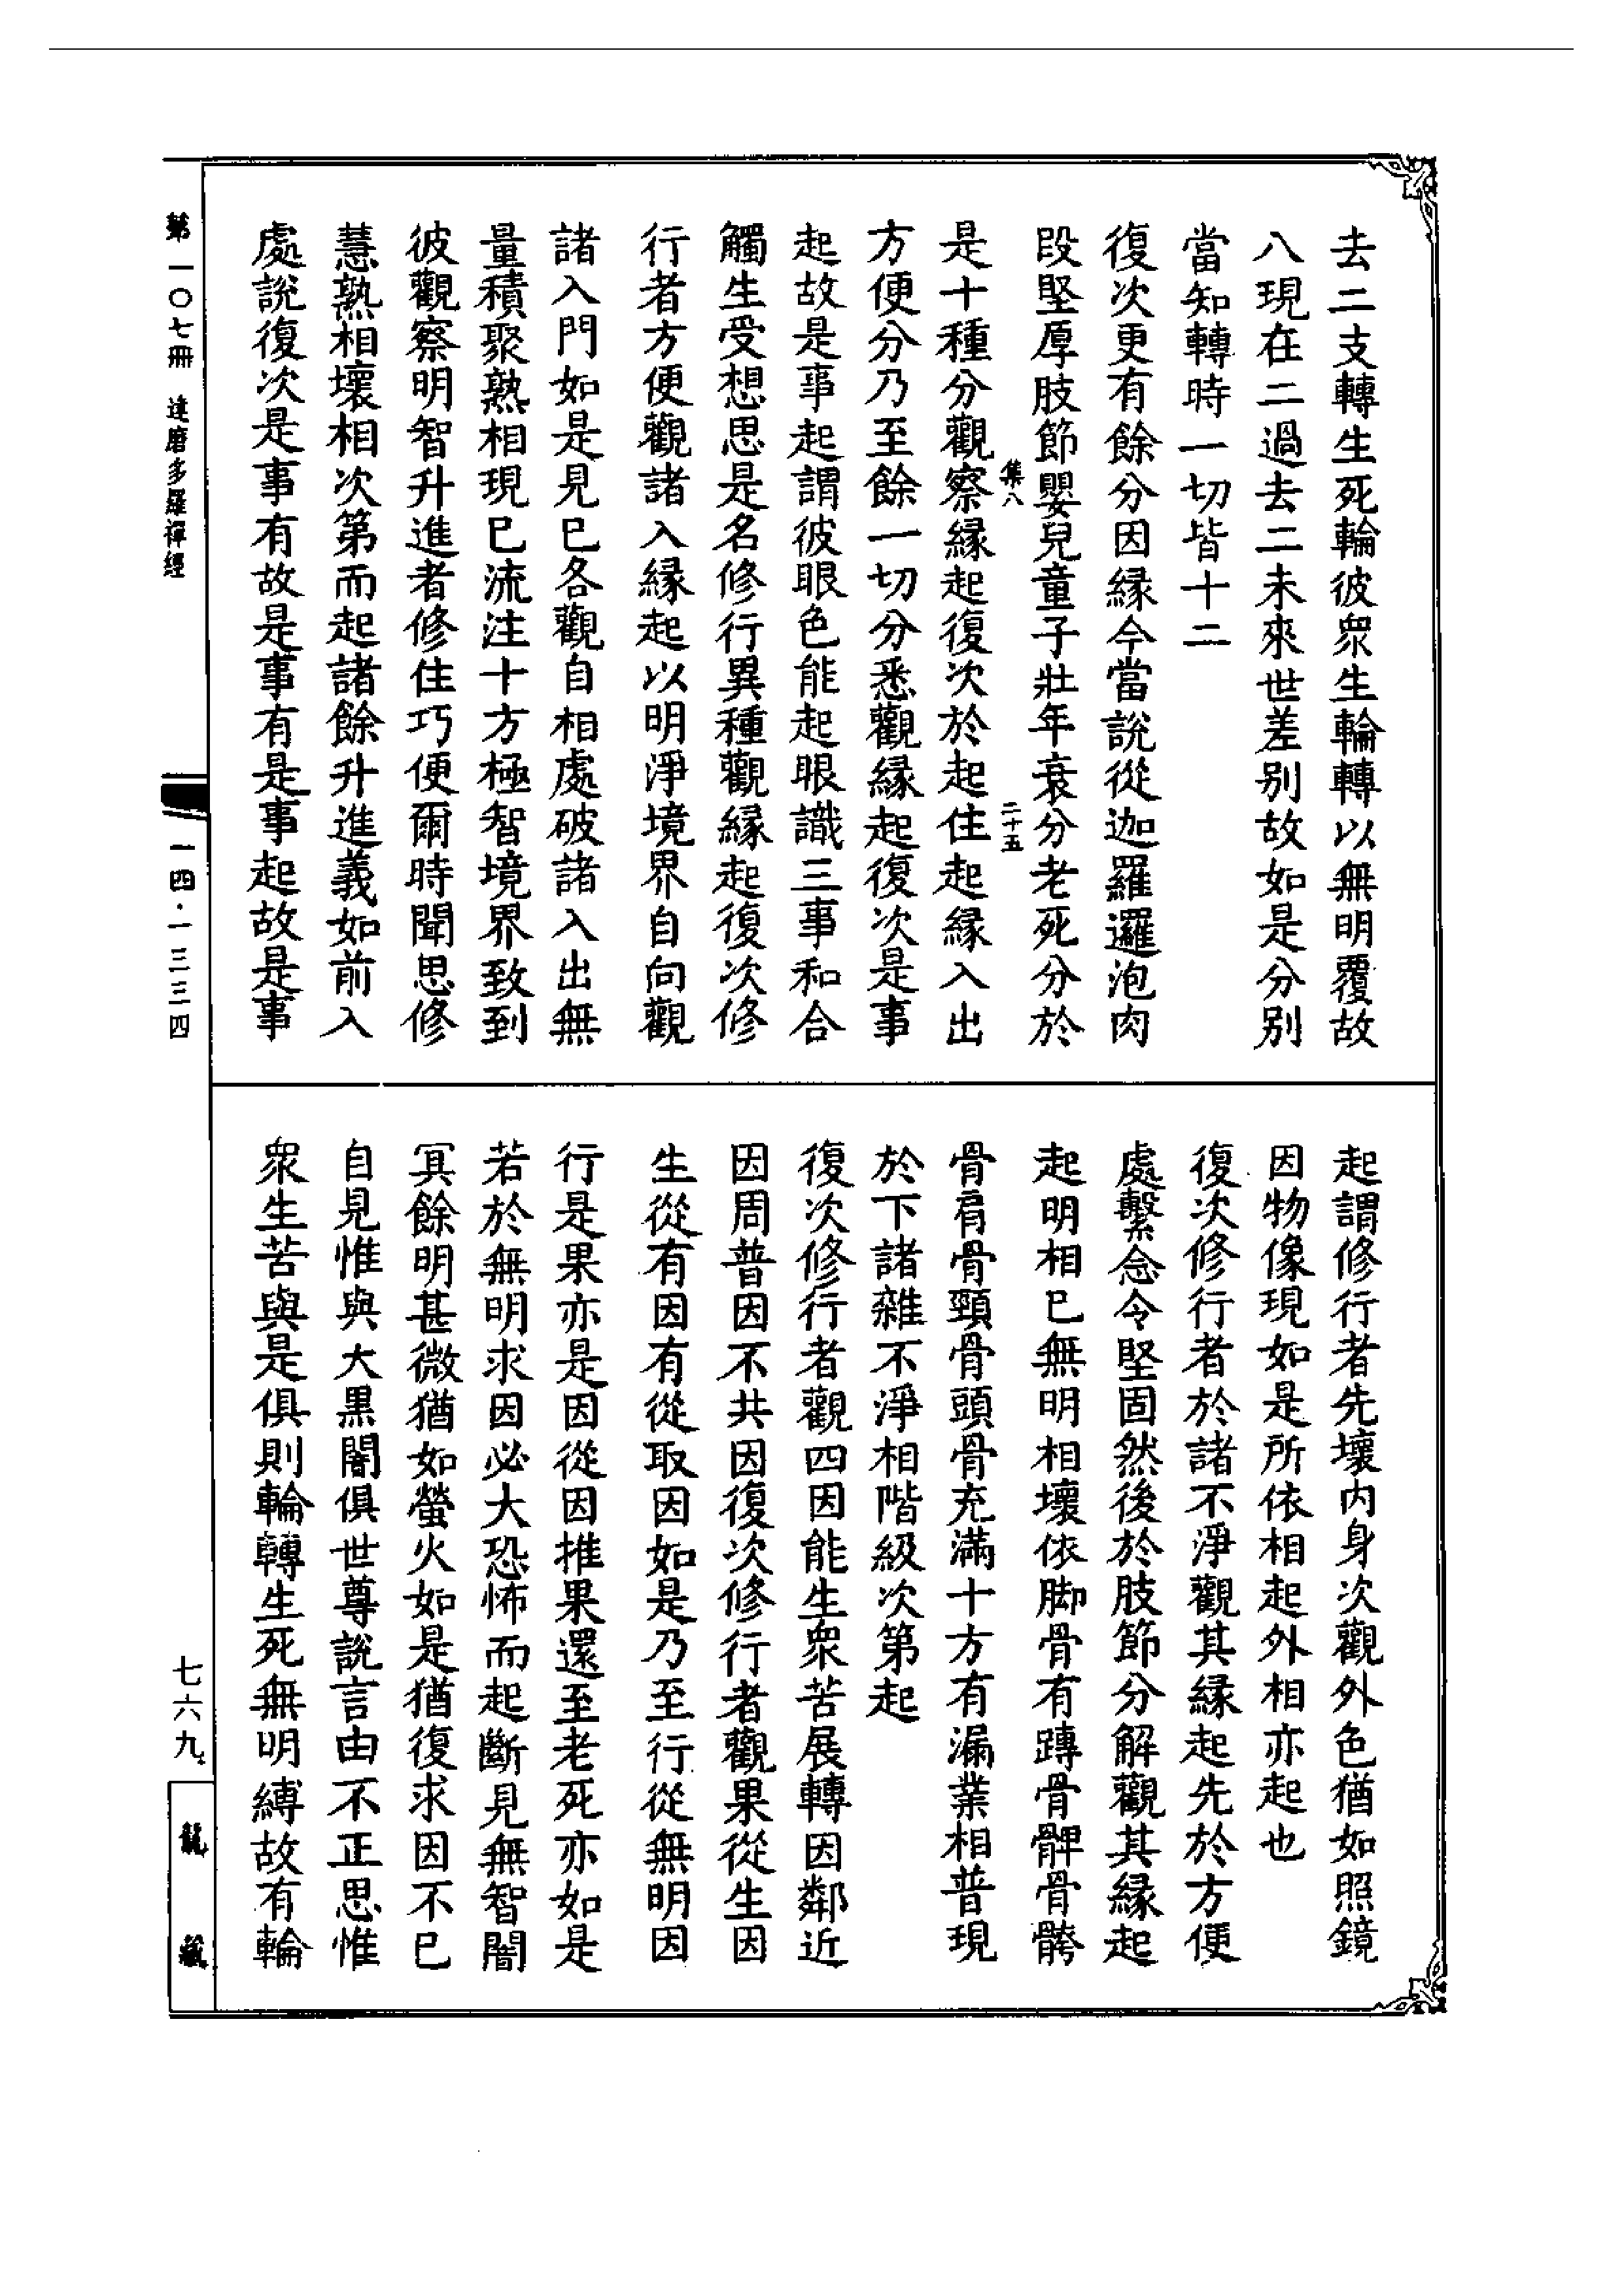 去二支轉生死輪彼衆生輪轉以無明覆故
八現在二過去二未來世差别故如是分别
當知轉時一切皆十二
復次更有餘分因縁今當說從迦羅邏泡肉
段堅厚肢節嬰兒童子壯年衰分老死分於
集八
二十五
是十種分觀察縁起復次於起住起縁入出
方便分乃至餘一切分悉觀縁起復次是事
起故是事起謂彼眼色能起眼識三事和合
觸生受想思是名修行異種觀縁起復次修
行者方便觀諸入縁起以明淨境界自向觀
諸入門如是見已各觀自相處破諸入出無
量積聚熟相現已流注十方極智境界致到
彼觀察明智升進者修住巧便爾時聞思修
慧熟相壞相次第而起諸餘升進義如前入
處說復次是事有故是事有是事起故是事
起謂修行者先壞内身次觀外色猶如照鏡
因物像現如是所依相起外相亦起也
復次修行者於諸不淨觀其縁起先於方便
處繫念令堅固然後於肢節分解觀其縁起
起明相已無明相壞依脚骨有䏝骨髀骨骻
骨肩骨頸骨頭骨充滿十方有漏業相普現
於下諸雜不淨相階級次第起
復次修行者觀四因能生衆苦展轉因鄰近
因周普因不共因復次修行者觀果從生因
生從有因有從取因如是乃至行從無明因
行是果亦是因從因推果還至老死亦如是
若於無明求因必大恐怖而起斷見無智闇
冥餘明甚微猶如螢火如是猶復求因不已
自見惟與大黒闇俱世尊說言由不正思惟
衆生苦與是俱則輪轉生死無明縛故有輪
第一〇七冊 達磨多羅禪經
一四·一三三四
七六九
龍藏